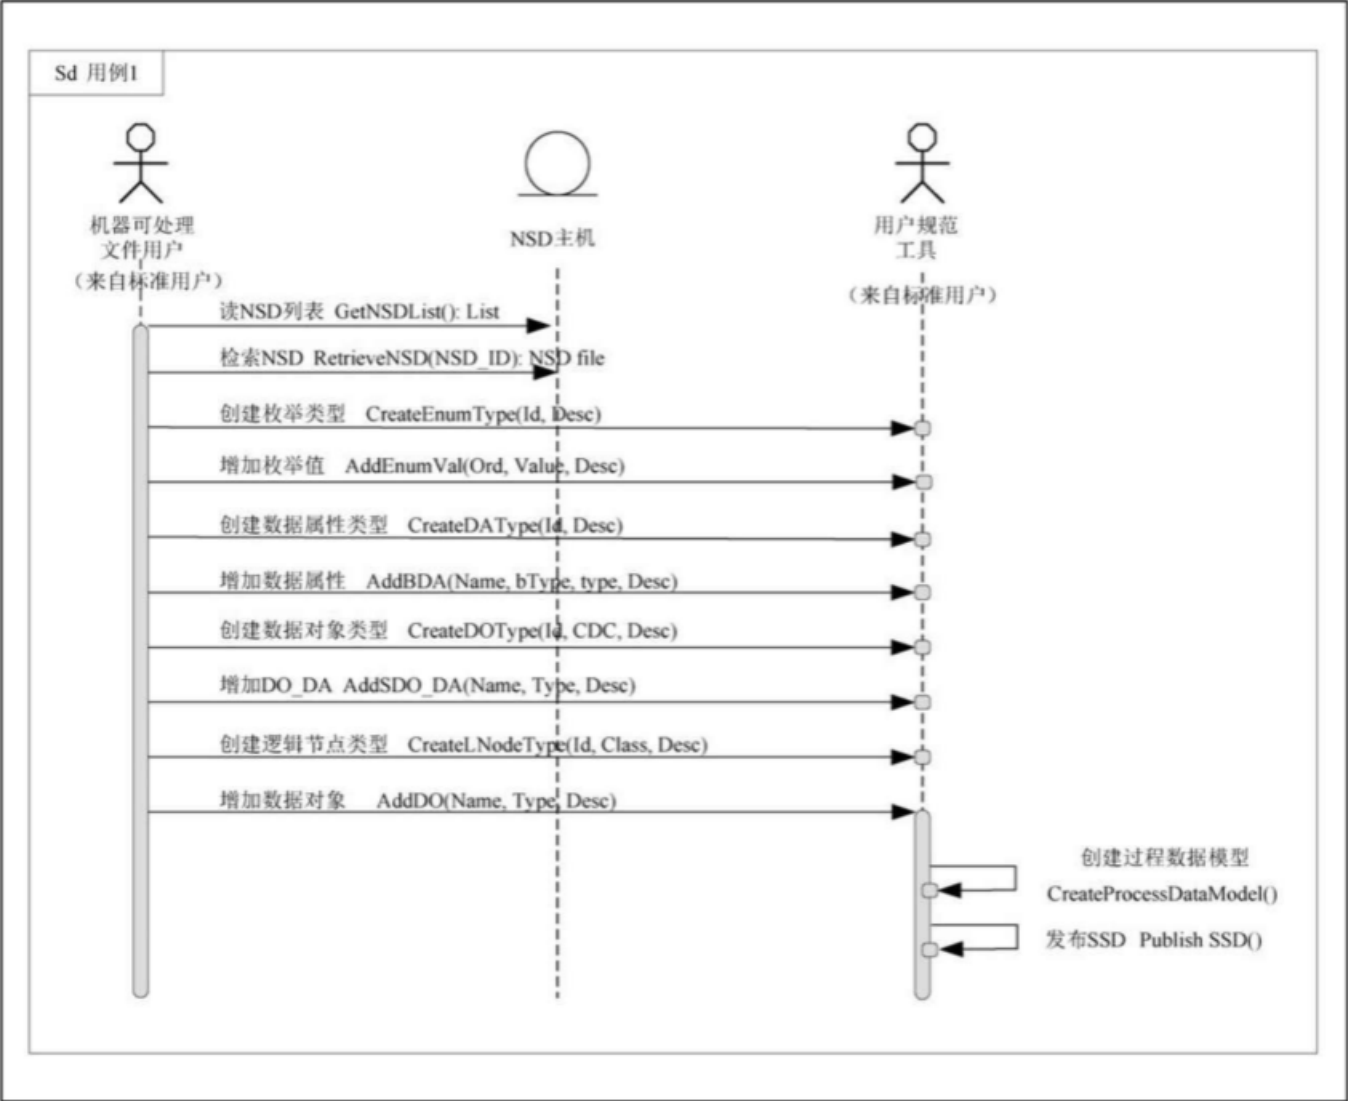 Sd 用例1
机器可处理
文件用户
（来自标准用户）
NSD主机
用户规范
工具
（来自标准用户）
读NSD列表 GetNSDList(): List
检索NSD RetrieveNSD(NSD_ID): NSD file
创建枚举类型 CreateEnumType(Id, Desc)
增加枚举值 AddEnumVal(Ord, Value, Desc)
创建数据属性类型 CreateDAType(Id, Desc)
增加数据属性 AddBDA(Name, bType, type, Desc)
创建数据对象类型 CreateDOType(Id, CDC, Desc)
增加DO_DA AddSDO_DA(Name, Type, Desc)
创建逻辑节点类型 CreateLNodeType(Id, Class, Desc)
增加数据对象 AddDO(Name, Type, Desc)
创建过程数据模型
CreateProcessDataModel()
发布SSD Publish SSD()